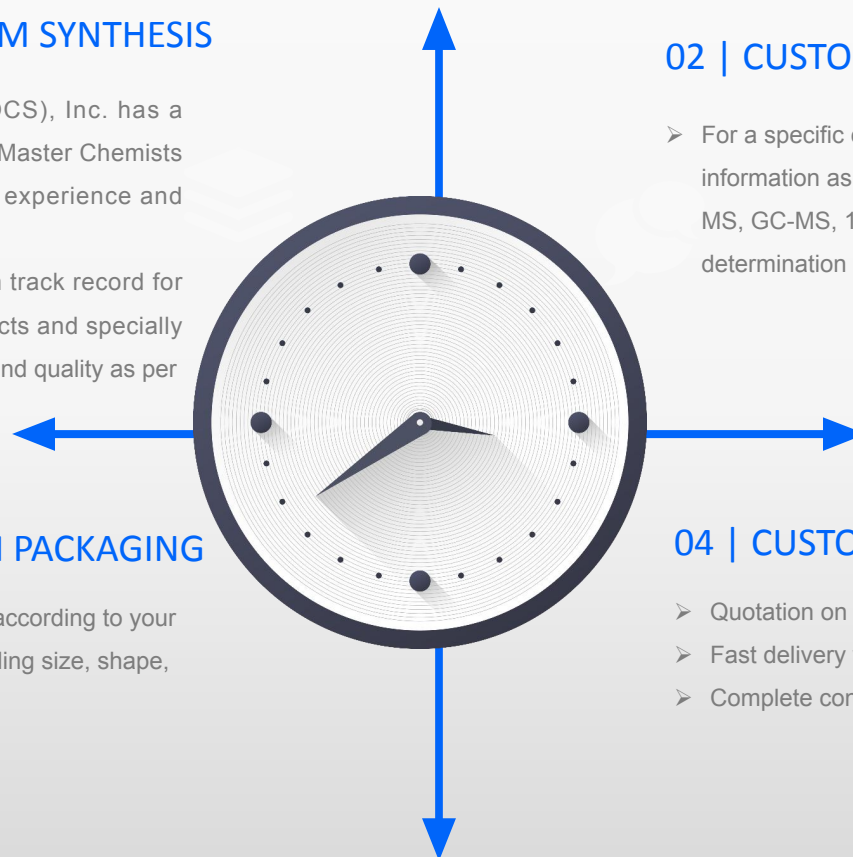 M SYNTHESIS
OCS), Inc. has a
Master Chemists
experience and
track record for
cts and specially
nd quality as per
02 | CUSTO
➢ For a specific
information as
MS, GC-MS, 1
determination
PACKAGING
according to your
ling size, shape,
04 | CUSTO
➢ Quotation on
➢ Fast delivery
➢ Complete con